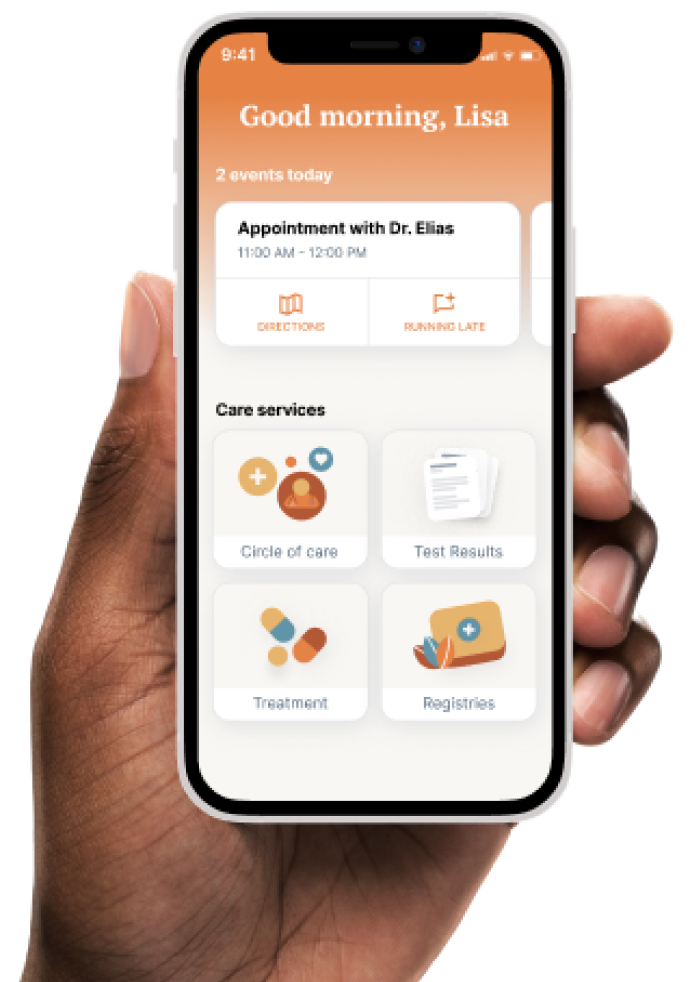 9:41
Good morning, Lisa
2 events today
Appointment with Dr. Elias
11:00 AM - 12:00 PM
DIRECTIONS
RUNNING LATE
Care services
Circle of care
Test Results
Treatment
Registries